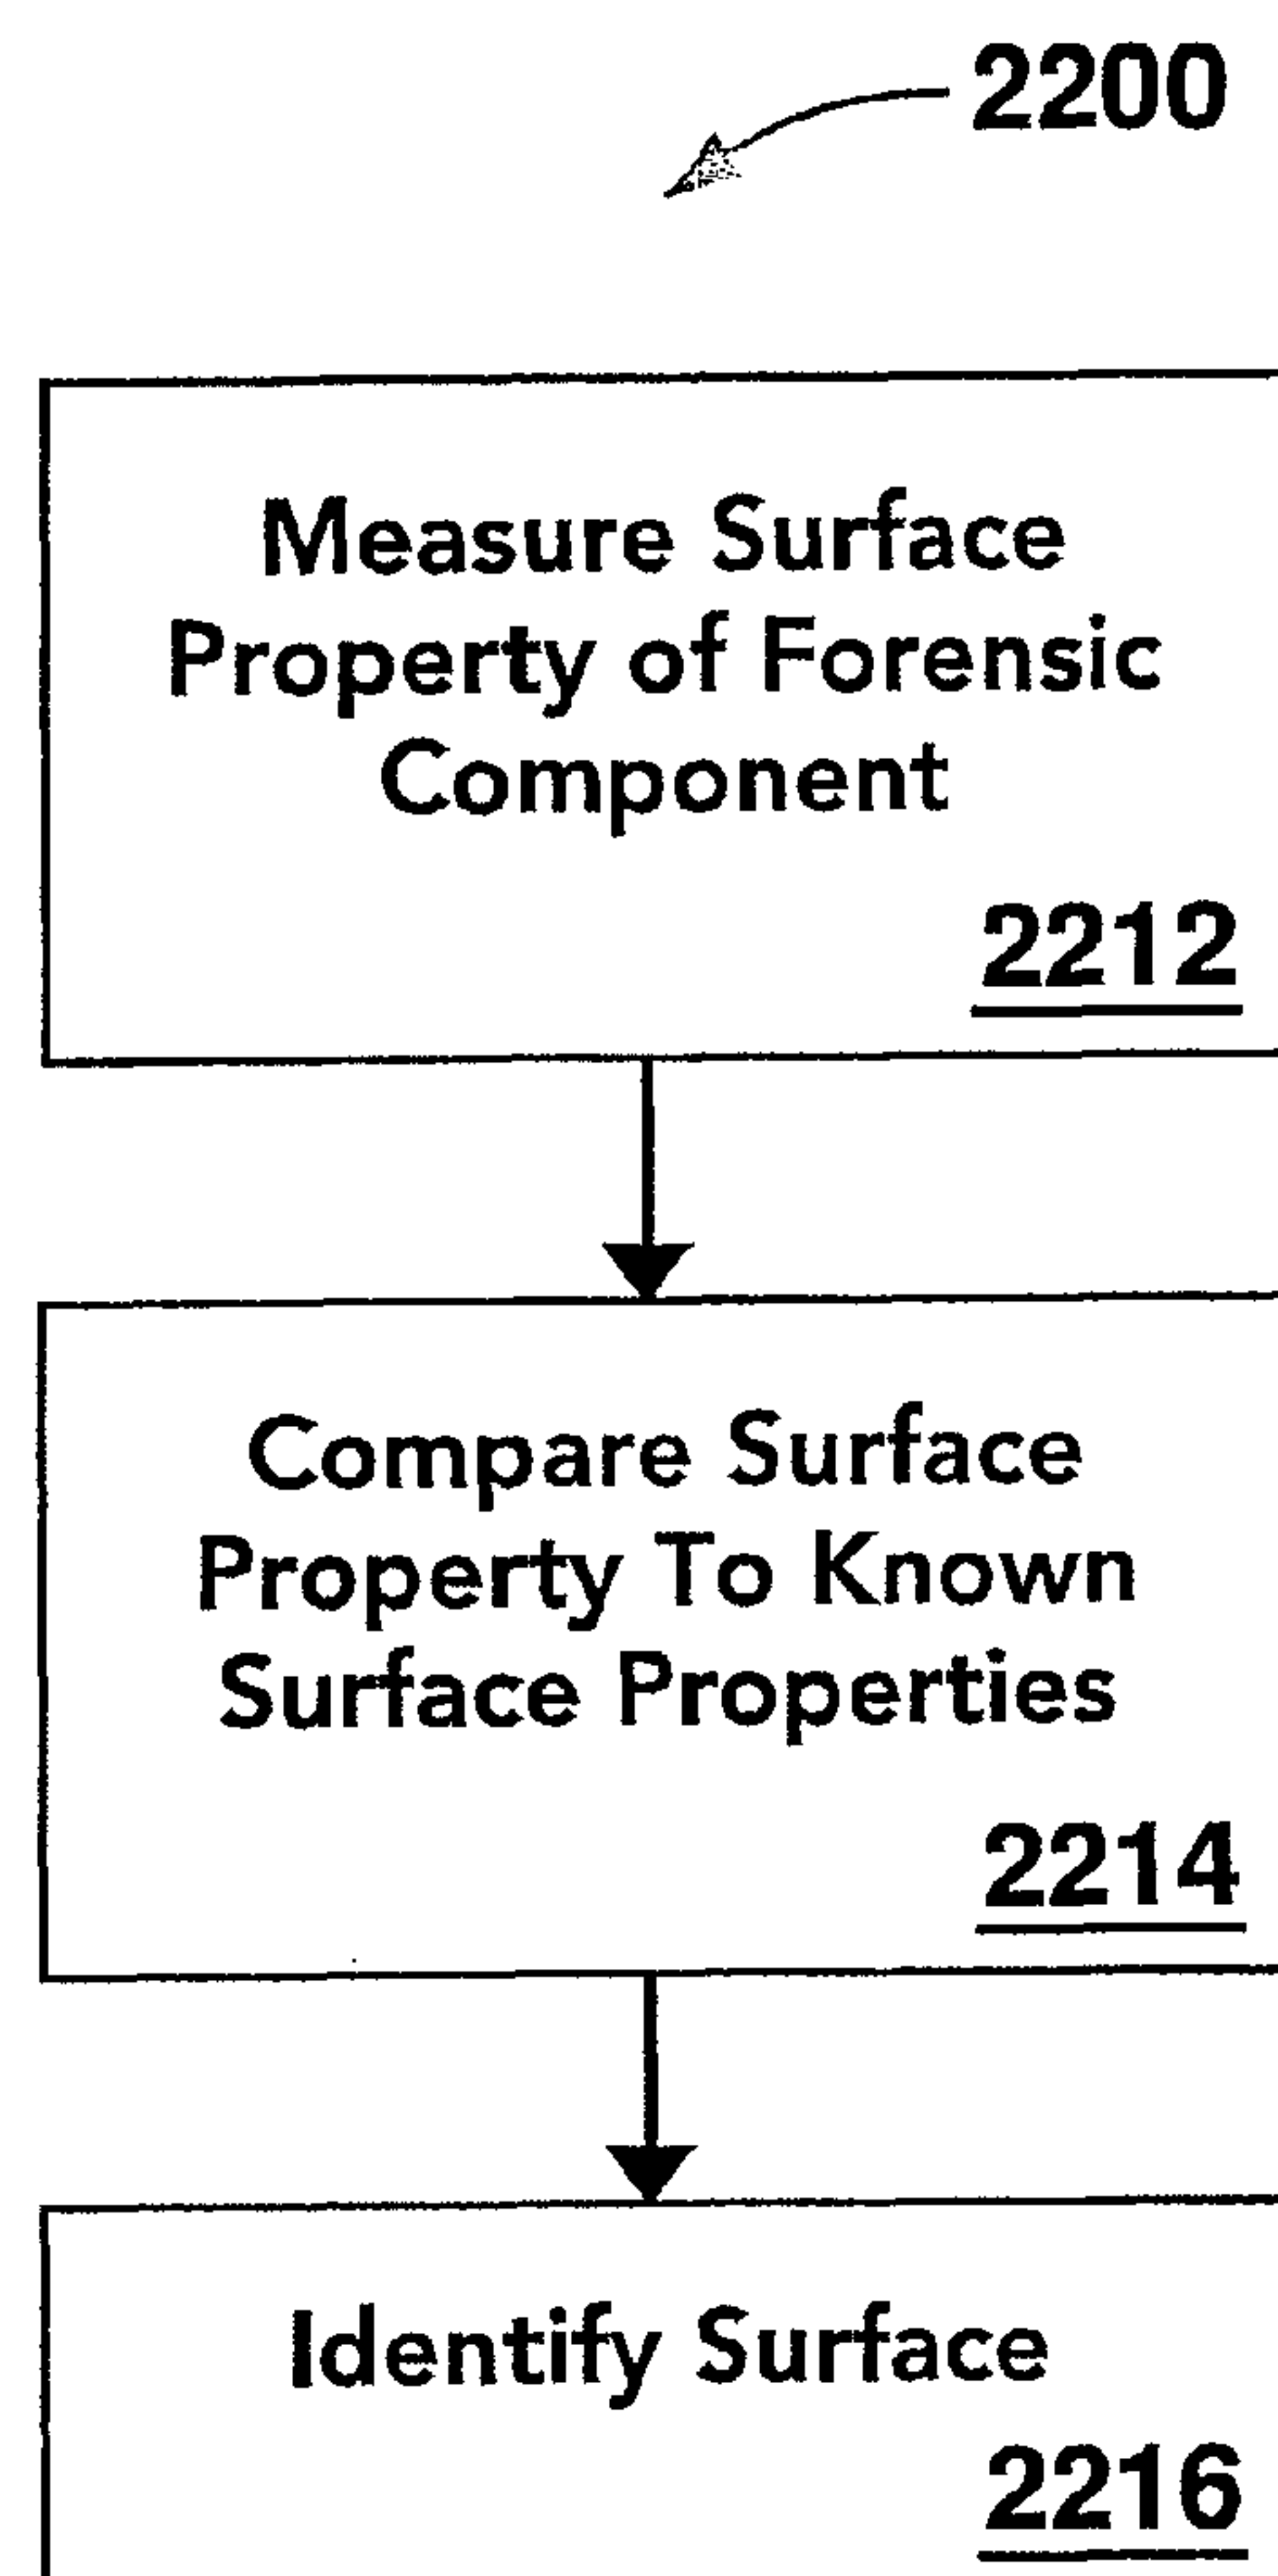 2200
Measure Surface
Property of Forensic
Component
2212
Compare Surface
Property To Known
Surface Properties
2214
Identify Surface
2216